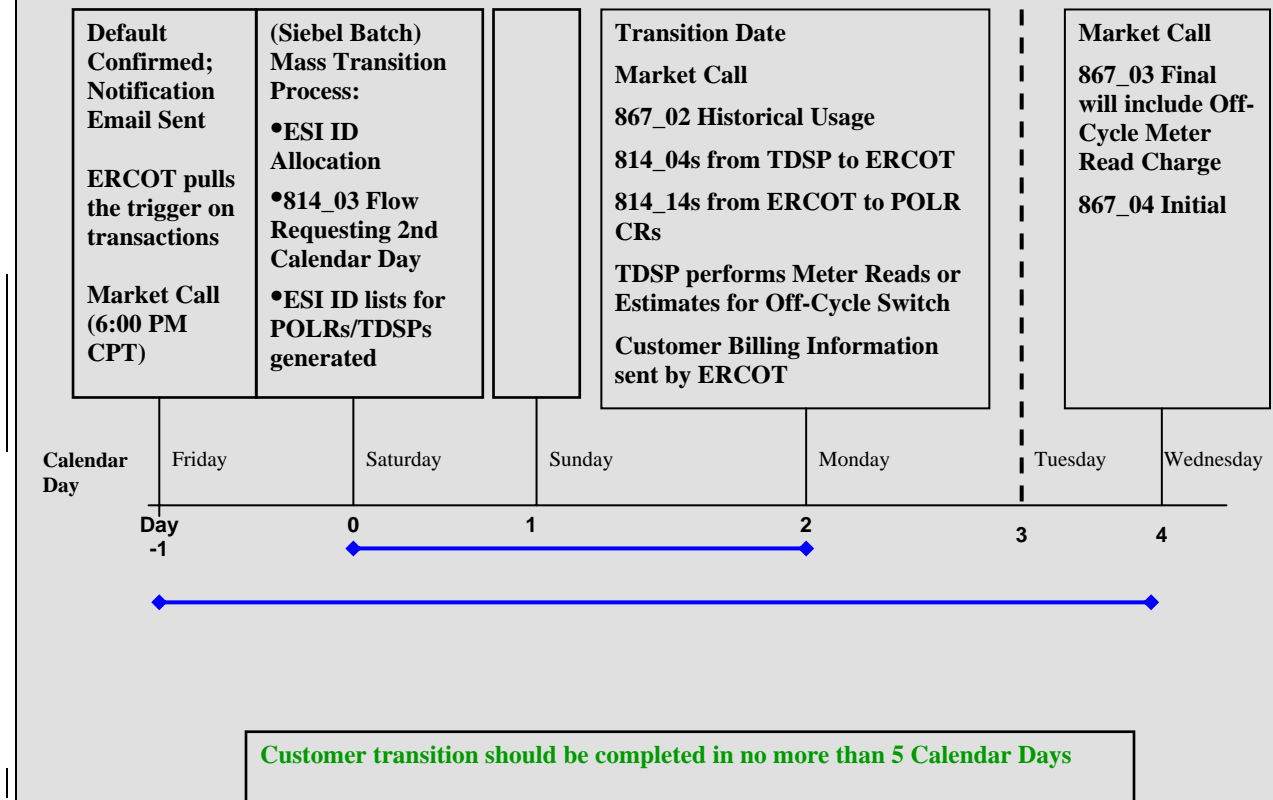 Default
Confirmed;
Notification
Email Sent
ERCOT pulls
the trigger on
transactions
Market Call
(6:00 PM
CPT)
(Siebel Batch)
Mass Transition
Process:
•ESI ID
Allocation
•814_03 Flow
Requesting 2nd
Calendar Day
•ESI ID lists for
POLRs/TDSPs
generated
Transition Date
Market Call
867_02 Historical Usage
814_04s from TDSP to ERCOT
814_14s from ERCOT to POLR
CRs
TDSP performs Meter Reads or
Estimates for Off-Cycle Switch
Customer Billing Information
sent by ERCOT
Market Call
867_03 Final
will include Off-
Cycle Meter
Read Charge
867_04 Initial
Calendar
Day
Friday
Saturday
Sunday
Monday
Tuesday
Wednesday
Day
-1
0
1
2
3
4
Customer transition should be completed in no more than 5 Calendar Days